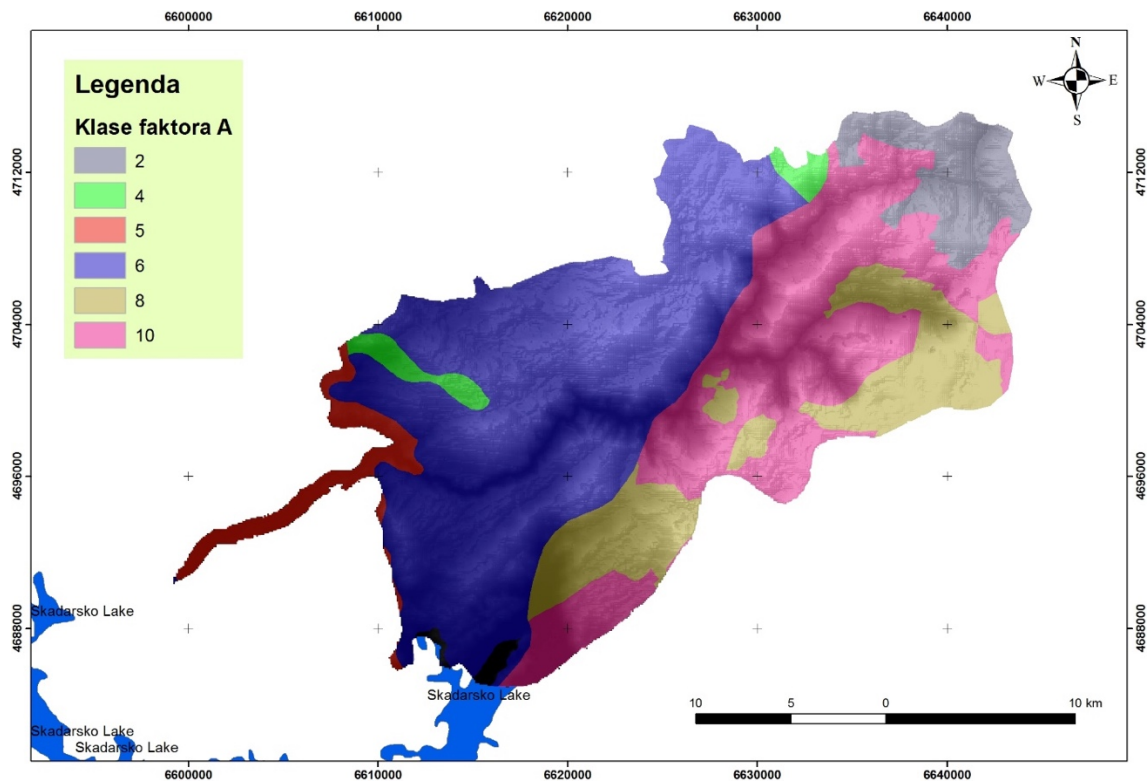 6600000 6610000 6620000 6630000 6640000
Legenda
Klase faktora A
2
4
5
6
8
10
N
W E
S
4712000 4712000
4704000 4704000
4696000 4696000
4688000 4688000
Skadarsko Lake
Skadarsko Lake
Skadarsko Lake
Skadarsko Lake
10 5 0 10 km
6600000 6610000 6620000 6630000 6640000